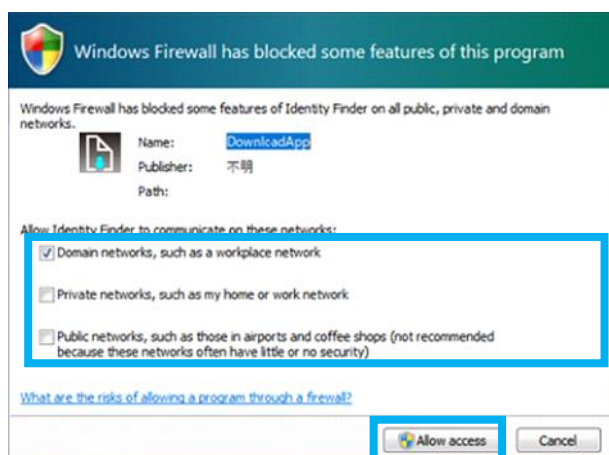 Windows Firewall has blocked some features of this program
Windows Firewall has blocked some features of Identity Finder on all public, private and domain
networks.
Name: DownlcadApp
Publisher: 不明
Path:
Allow Identity Finder to communicate on these networks:
Domain networks, such as a workplace network
Private networks, such as my home or work network
Public networks, such as those in airports and coffee shops (not recommended
because these networks often have little or no security)
What are the risks of allowing a program through a firewall?
Allow access Cancel